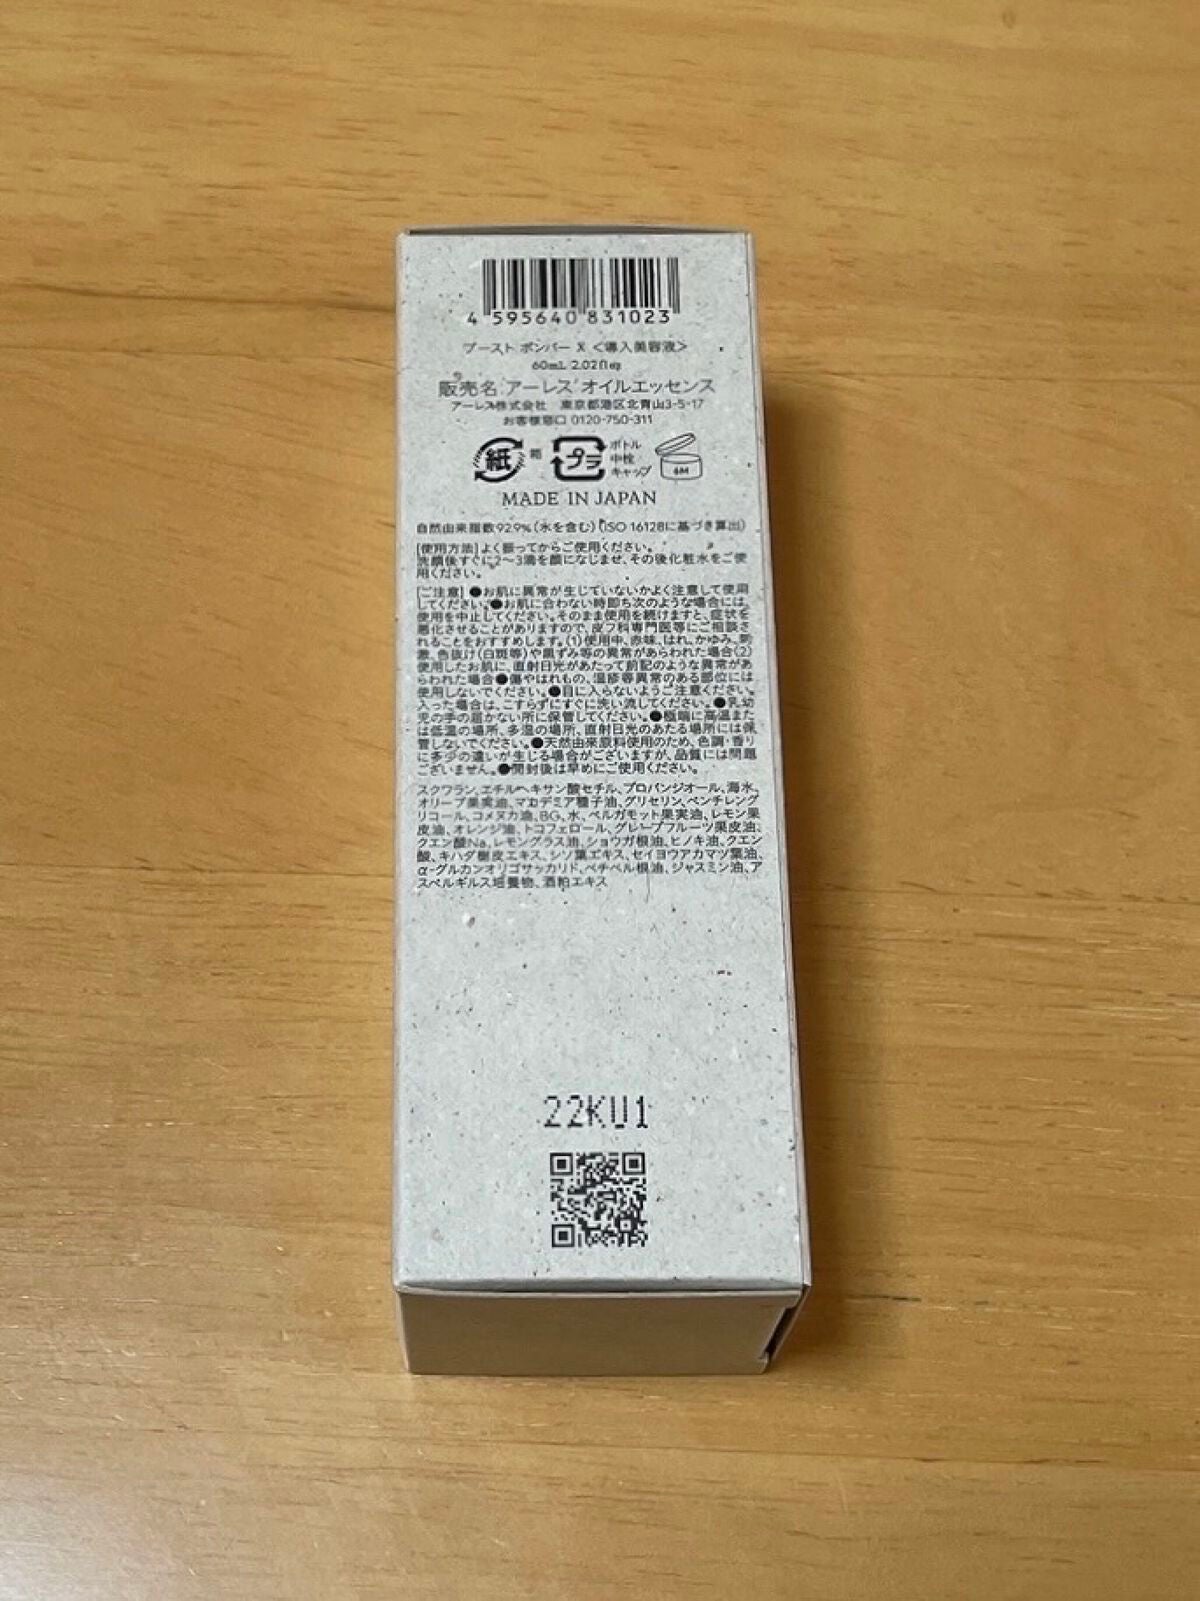 4 595640 831023
ブースト ボンバー X <導入美容液>
60mL 2.02fl oz
販売名 アーレス オイルエッセンス
アーレス株式会社 東京都港区北青山3-5-17
お客様窓口 0120-750-311
紙 箱 プラ ボトル
中栓
キャップ 6M
MADE IN JAPAN
自然由来指数92.9%(水を含む)(ISO 16128に基づき算出)
[使用方法]よく振ってからご使用ください。
洗顔後すぐに2〜3滴を顔になじませ、その後化粧水をご使
用ください。
[ご注意] ●お肌に異常が生じていないかよく注意して使用
してください。●お肌に合わない時即ち次のような場合には、
使用を中止してください。そのまま使用を続けますと、症状を
悪化させることがありますので、皮フ科専門医等にご相談さ
れることをおすすめします。(1)使用中、赤味、はれ、かゆみ、刺
激、色抜け(白斑等)や黒ずみ等の異常があらわれた場合(2)
使用したお肌に、直射日光があたって前記のような異常があ
らわれた場合●傷やはれもの、湿疹等異常のある部位には
使用しないでください。●目に入らないようご注意ください。
入った場合は、こすらずにすぐに洗い流してください。●乳幼
児の手の届かない所に保管してください。●極端に高温また
は低温の場所、多湿の場所、直射日光のあたる場所には保
管しないでください。●天然由来原料使用のため、色調・香り
に多少の違いが生じる場合がございますが、品質には問題
ございません。●開封後は早めにご使用ください。
スクワラン、エチルヘキサン酸セチル、プロパンジオール、海水、
オリーブ果実油、マカデミア種子油、グリセリン、ペンチレング
リコール、コメヌカ油、BG、水、ベルガモット果実油、レモン果
皮油、オレンジ油、トコフェロール、グレープフルーツ果皮油、
クエン酸Na、レモングラス油、ショウガ根油、ヒノキ油、クエン
酸、キハダ樹皮エキス、シソ葉エキス、セイヨウアカマツ葉油、
α-グルカンオリゴサッカリド、ベチベル根油、ジャスミン油、ア
スペルギルス培養物、酒粕エキス
22KU1